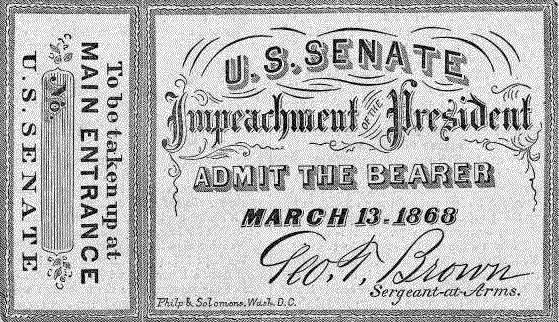 To be taken up at
MAIN ENTRANCE
No.
U.S. SENATE
U.S. SENATE
Impeachment OF THE President
ADMIT THE BEARER
MARCH 13-1868
Geo. T. Brown
Sergeant-at-Arms.
Philp & Solomons, Wash. D.C.